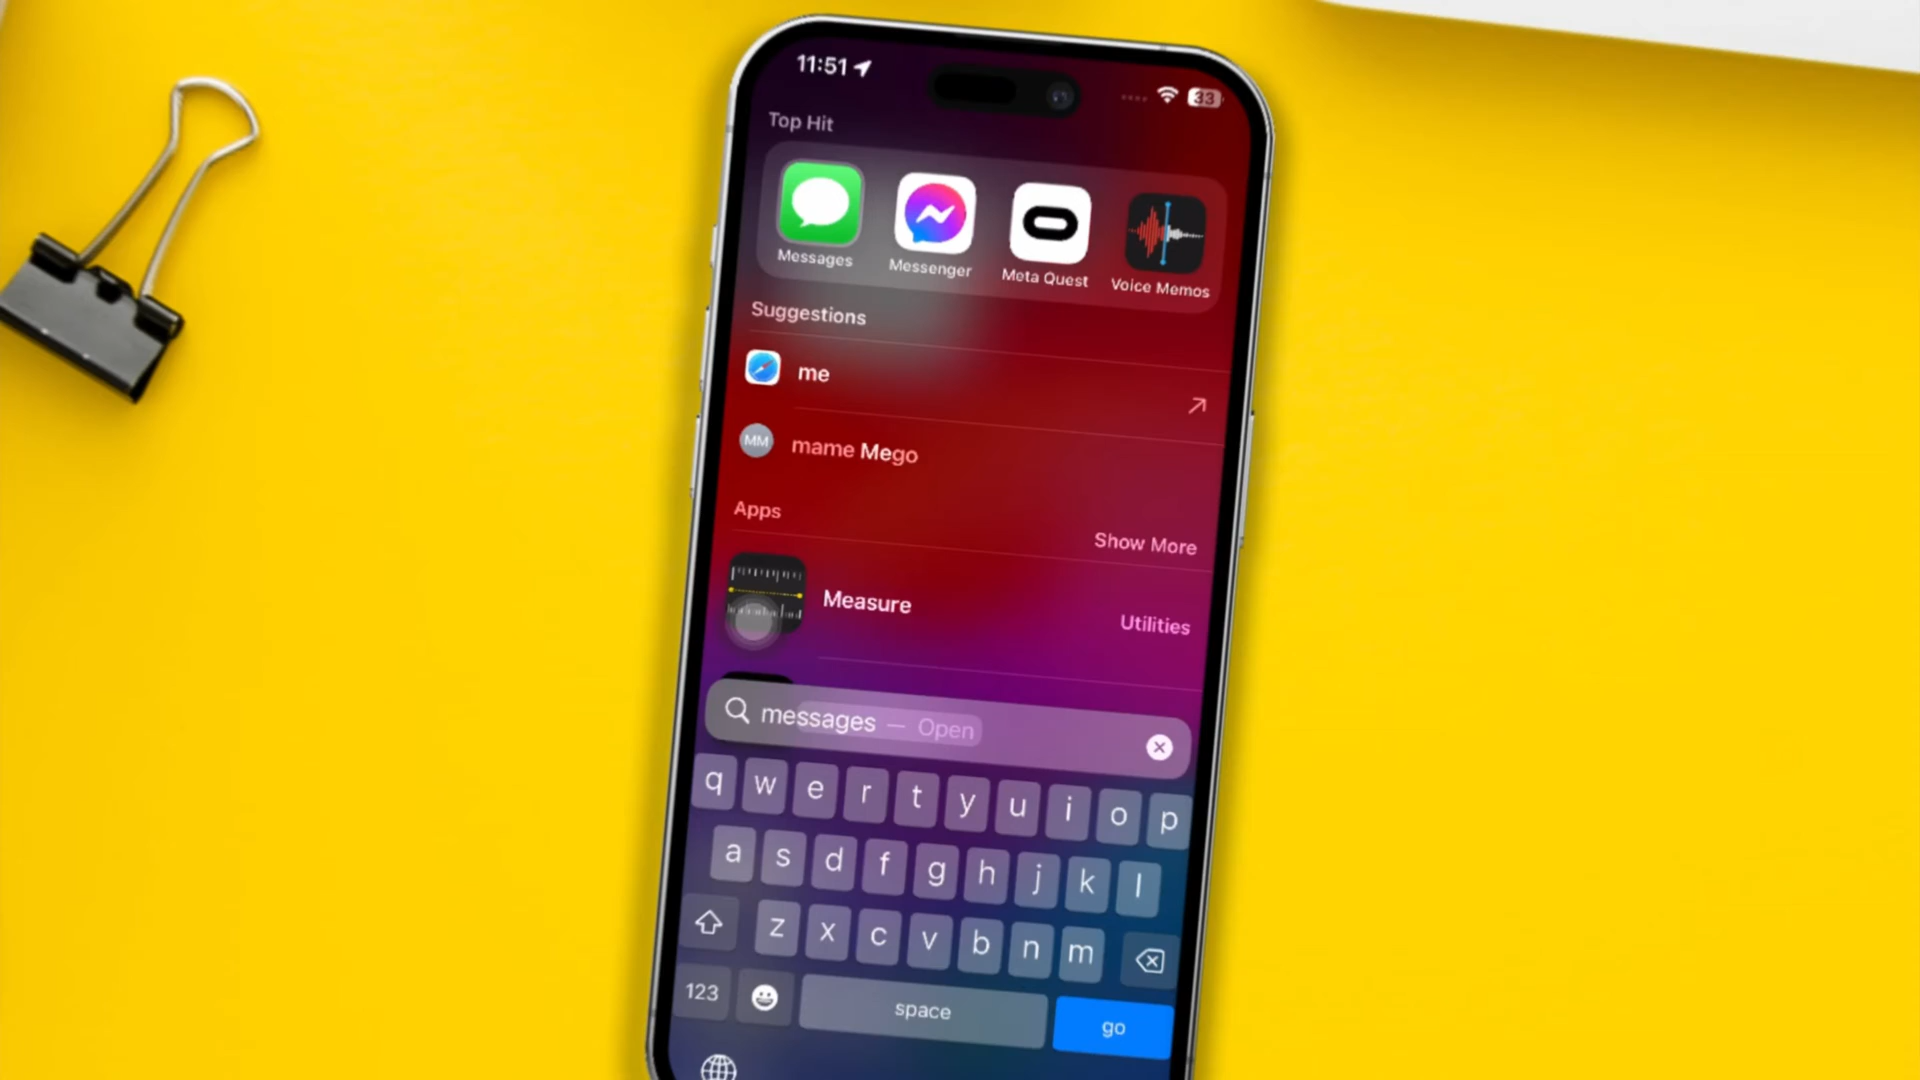 11:51
33
Top Hit
Messages
Messenger
Meta Quest
Voice Memos
Suggestions
me
MM
mame Mego
Apps
Show More
Measure
Utilities
messages — Open
q w e r t y u i o p
a s d f g h j k l
z x c v b n m
123
space
go